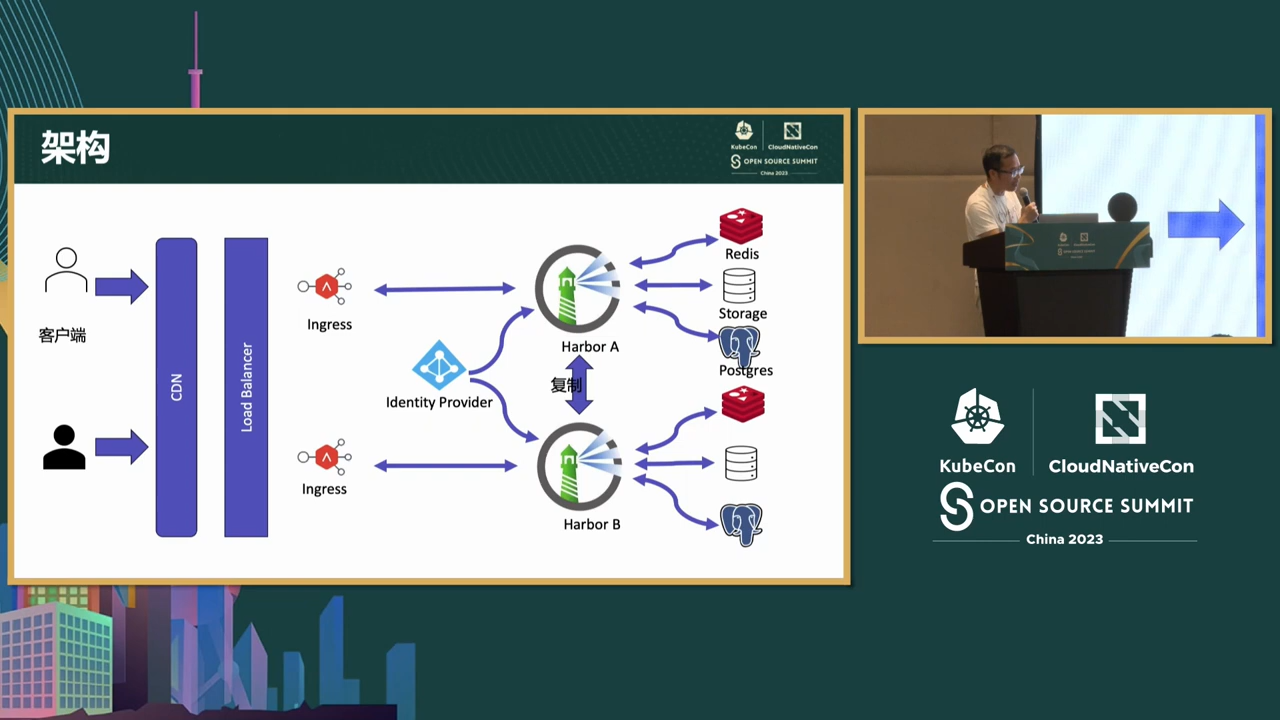 架构
KubeCon
CloudNativeCon
OPEN SOURCE SUMMIT
China 2023
客户端
CDN
Load Balancer
Ingress
Ingress
Identity Provider
Harbor A
复制
Harbor B
Redis
Storage
Postgres
KubeCon
CloudNativeCon
OPEN SOURCE SUMMIT
China 2023